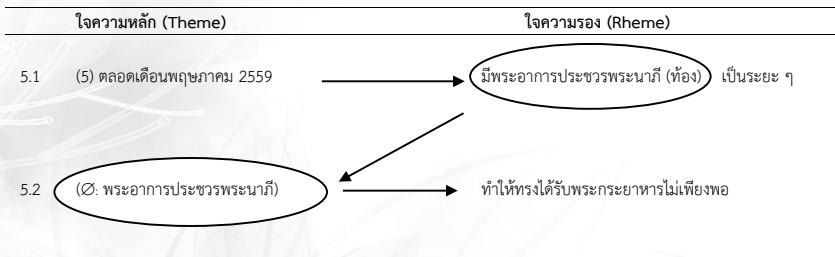 ใจความหลัก (Theme) ใจความรอง (Rheme)
5.1 (5) ตลอดเดือนพฤษภาคม 2559 มีพระอาการประชวรพระนาภี (ท้อง) เป็นระยะ ๆ
5.2 (∅: พระอาการประชวรพระนาภี) ทำให้ทรงได้รับพระกระยาหารไม่เพียงพอ